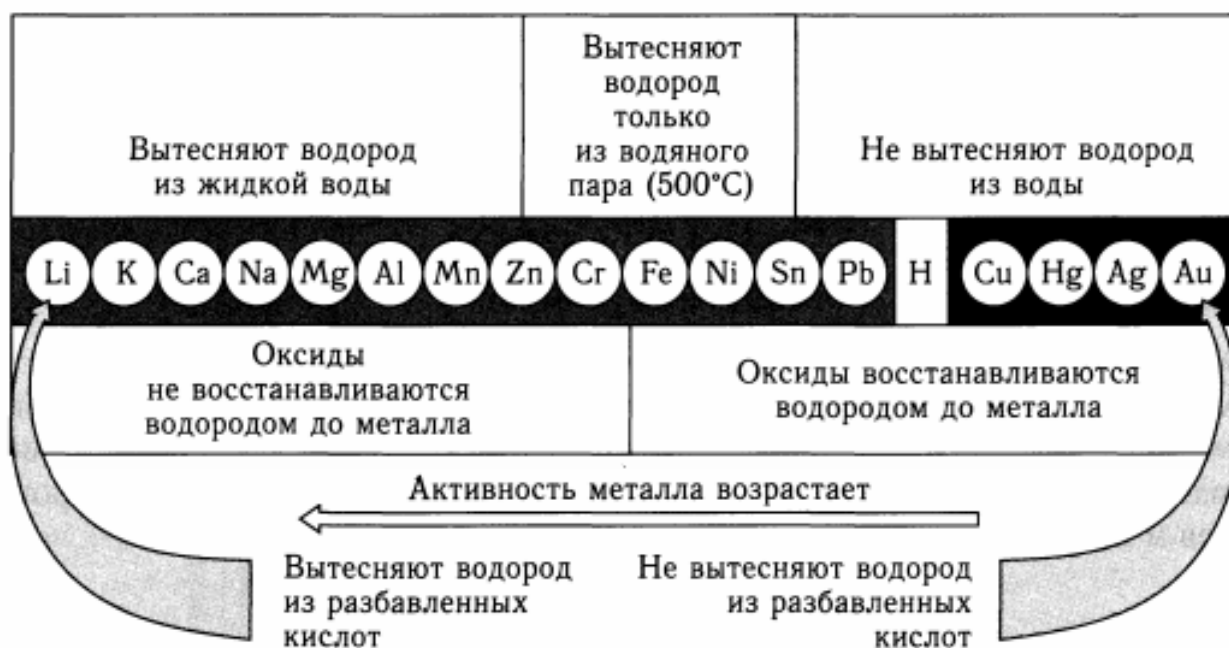 Вытесняют водород
из жидкой воды
Вытесняют
водород
только
из водяного
пара (500°C)
Не вытесняют водород
из воды
Li K Ca Na Mg Al Mn Zn Cr Fe Ni Sn Pb H Cu Hg Ag Au
Оксиды
не восстанавливаются
водородом до металла
Оксиды восстанавливаются
водородом до металла
Активность металла возрастает
Вытесняют водород
из разбавленных
кислот
Не вытесняют водород
из разбавленных
кислот